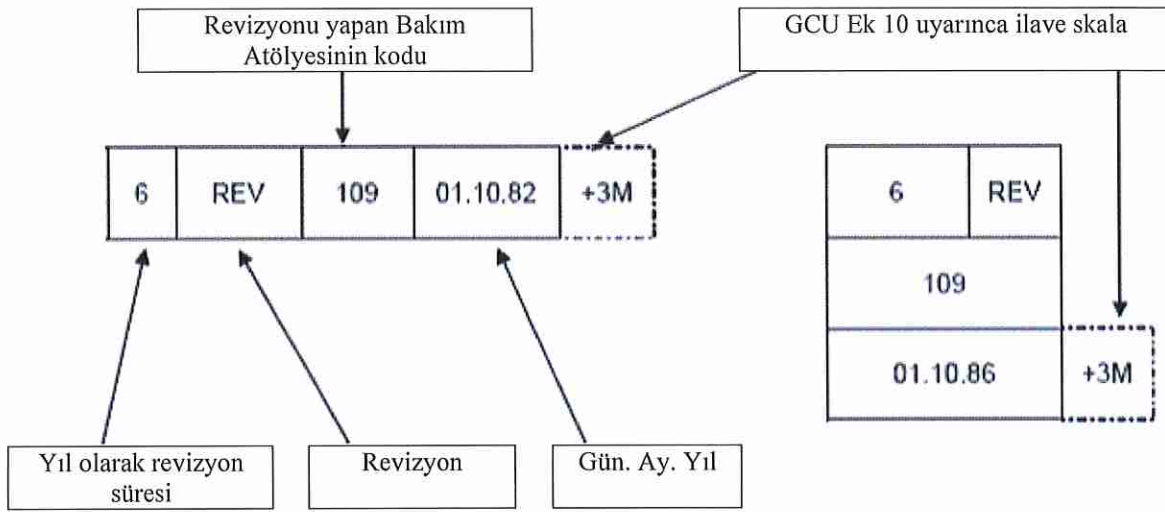 Revizyonu yapan Bakım
Atölyesinin kodu
GCU Ek 10 uyarınca ilave skala
6 REV 109 01.10.82 +3M
6 REV
109
01.10.86 +3M
Yıl olarak revizyon
süresi
Revizyon
Gün. Ay. Yıl